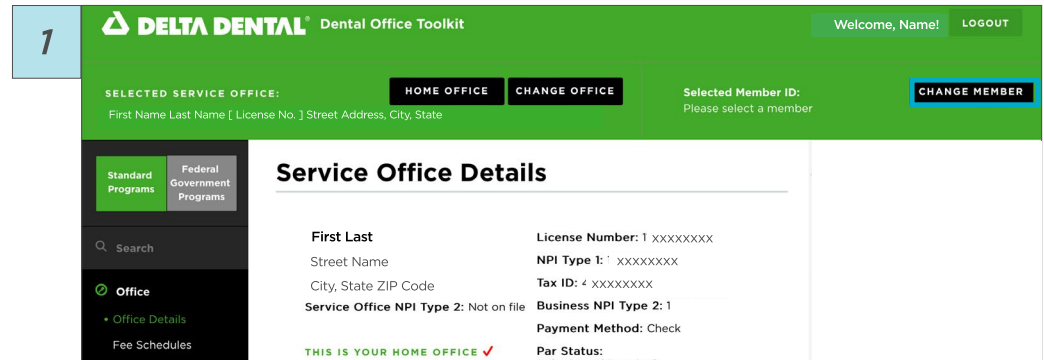 1
DELTA DENTAL® Dental Office Toolkit
Welcome, Name!
LOGOUT
SELECTED SERVICE OFFICE:
HOME OFFICE
CHANGE OFFICE
First Name Last Name [ License No. ] Street Address, City, State
Selected Member ID:
Please select a member
CHANGE MEMBER
Standard
Programs
Federal
Government
Programs
Search
Office
• Office Details
Fee Schedules
Service Office Details
First Last
Street Name
City, State ZIP Code
Service Office NPI Type 2: Not on file
THIS IS YOUR HOME OFFICE ✓
License Number: 1 xxxxxxxx
NPI Type 1: xxxxxxxx
Tax ID: xxxxxxxx
Business NPI Type 2: 1
Payment Method: Check
Par Status: